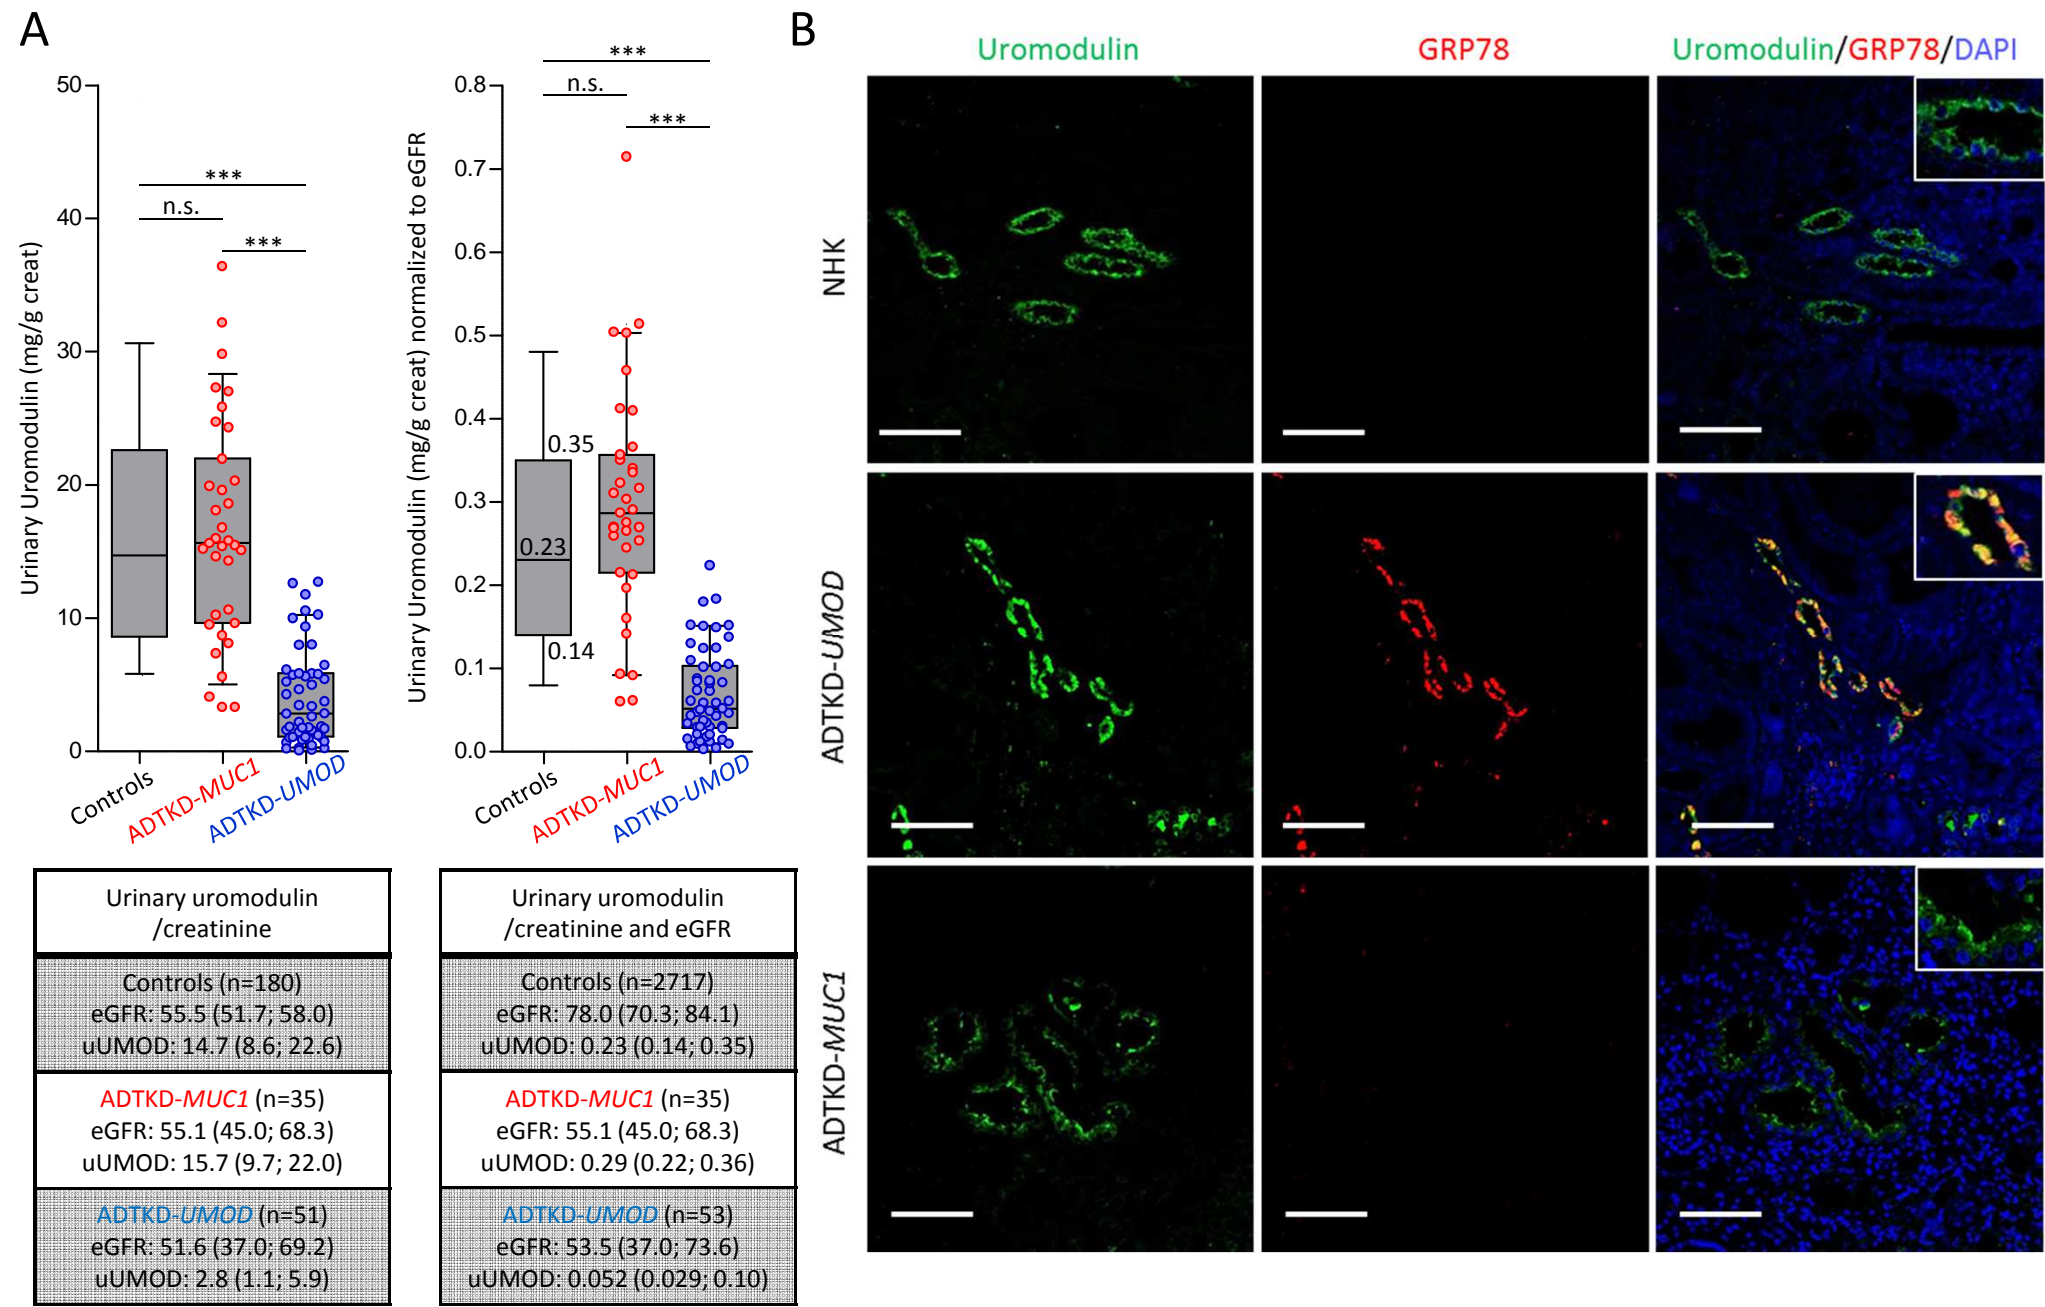 A
Urinary Uromodulin (mg/g creat)
50
40
30
20
10
0
***
n.s.
***
Controls
ADTKD-MUC1
ADTKD-UMOD
Urinary Uromodulin (mg/g creat) normalized to eGFR
0.8
0.7
0.6
0.5
0.4
0.3
0.2
0.1
0.0
***
n.s.
***
0.35
0.23
0.14
Controls
ADTKD-MUC1
ADTKD-UMOD
Urinary uromodulin
/creatinine
Controls (n=180)
eGFR: 55.5 (51.7; 58.0)
uUMOD: 14.7 (8.6; 22.6)
ADTKD-MUC1 (n=35)
eGFR: 55.1 (45.0; 68.3)
uUMOD: 15.7 (9.7; 22.0)
ADTKD-UMOD (n=51)
eGFR: 51.6 (37.0; 69.2)
uUMOD: 2.8 (1.1; 5.9)
Urinary uromodulin
/creatinine and eGFR
Controls (n=2717)
eGFR: 78.0 (70.3; 84.1)
uUMOD: 0.23 (0.14; 0.35)
ADTKD-MUC1 (n=35)
eGFR: 55.1 (45.0; 68.3)
uUMOD: 0.29 (0.22; 0.36)
ADTKD-UMOD (n=53)
eGFR: 53.5 (37.0; 73.6)
uUMOD: 0.052 (0.029; 0.10)
B
Uromodulin
GRP78
Uromodulin/GRP78/DAPI
NHK
ADTKD-UMOD
ADTKD-MUC1